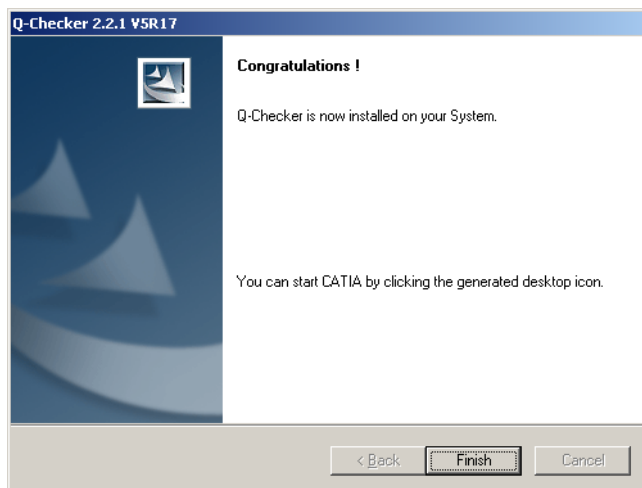 Q-Checker 2.2.1 V5R17
Congratulations !
Q-Checker is now installed on your System.
You can start CATIA by clicking the generated desktop icon.
< Back
Finish
Cancel